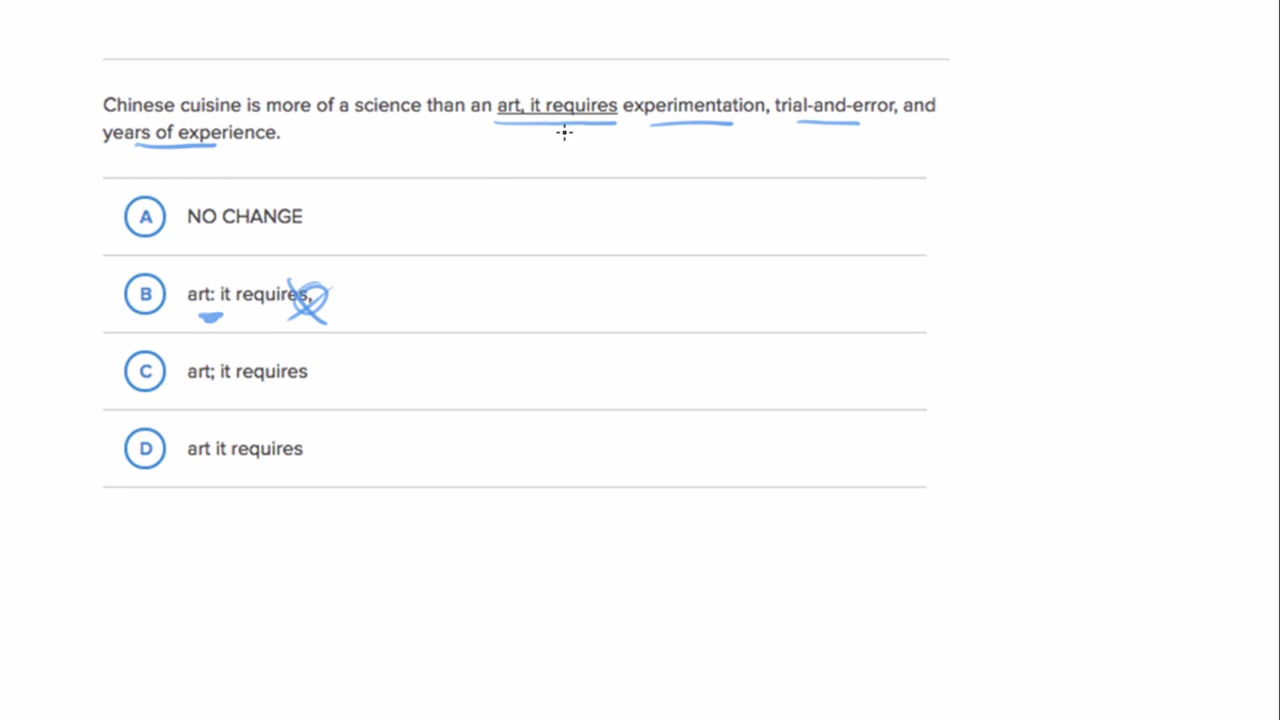 Chinese cuisine is more of a science than an art, it requires experimentation, trial-and-error, and
years of experience.
A NO CHANGE
B art: it requires,
C art; it requires
D art it requires